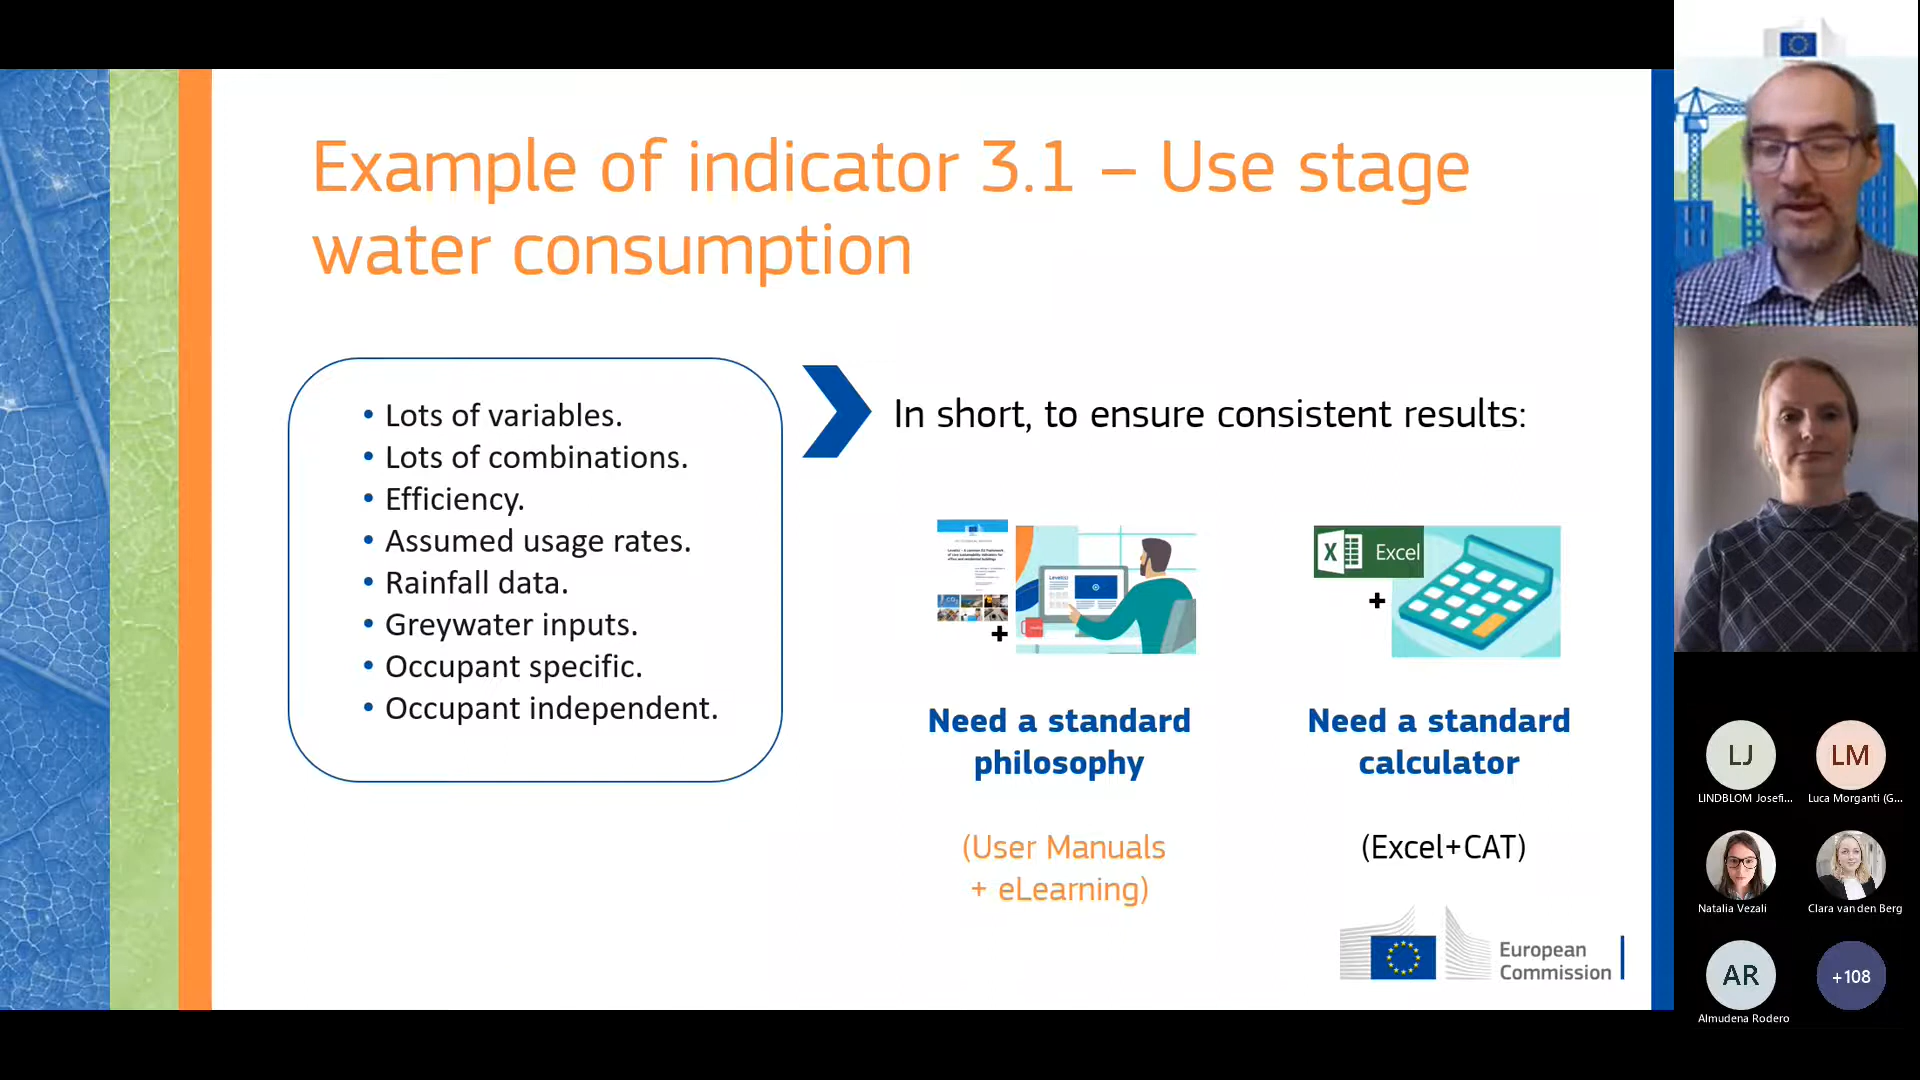 Example of indicator 3.1 – Use stage
water consumption
• Lots of variables.
• Lots of combinations.
• Efficiency.
• Assumed usage rates.
• Rainfall data.
• Greywater inputs.
• Occupant specific.
• Occupant independent.
In short, to ensure consistent results:
+
Excel
+
Need a standard
philosophy
(User Manuals
+ eLearning)
Need a standard
calculator
(Excel+CAT)
European
Commission
LJ
LINDBLOM Josefi...
LM
Luca Morganti (G...
Natalia Vezali
Clara van den Berg
AR
Almudena Rodero
+108